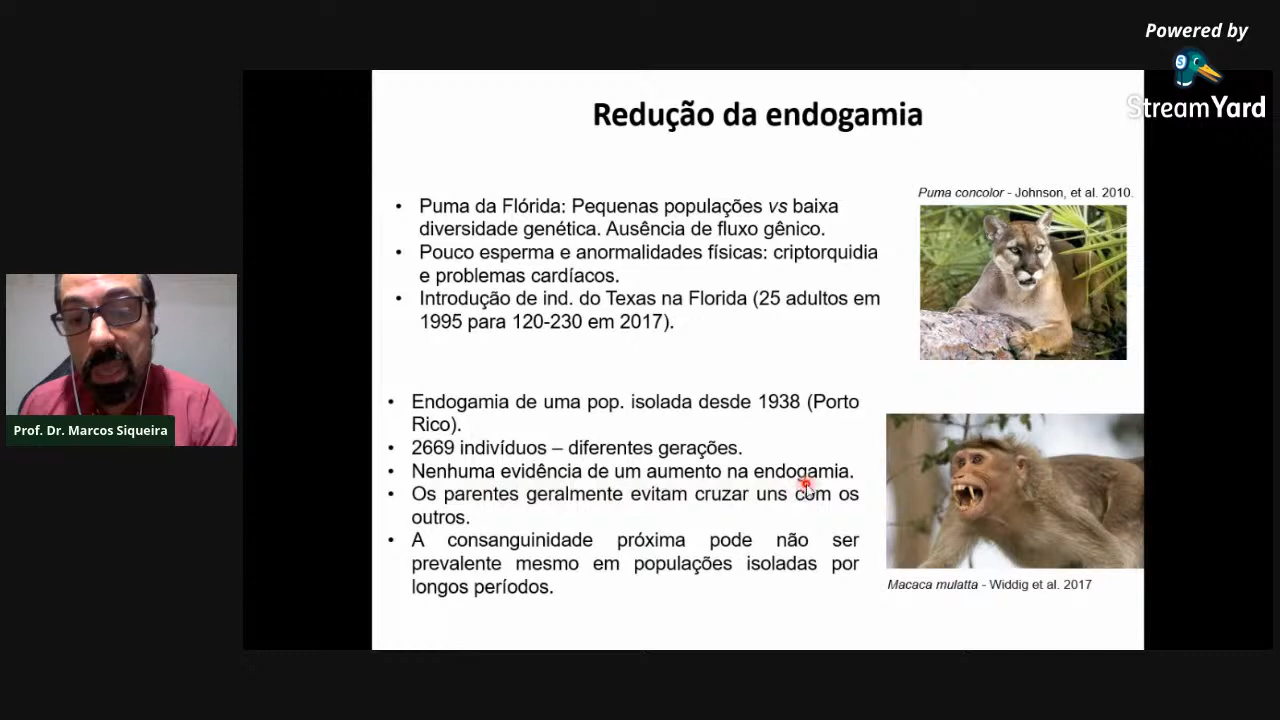 Powered by
StreamYard
Redução da endogamia
Puma concolor - Johnson, et al. 2010.
• Puma da Flórida: Pequenas populações vs baixa
diversidade genética. Ausência de fluxo gênico.
• Pouco esperma e anormalidades físicas: criptorquidia
e problemas cardíacos.
• Introdução de ind. do Texas na Florida (25 adultos em
1995 para 120-230 em 2017).
• Endogamia de uma pop. isolada desde 1938 (Porto
Rico).
• 2669 indivíduos – diferentes gerações.
• Nenhuma evidência de um aumento na endogamia.
• Os parentes geralmente evitam cruzar uns com os
outros.
• A consanguinidade próxima pode não ser
prevalente mesmo em populações isoladas por
longos períodos.
Macaca mulatta - Widdig et al. 2017
Prof. Dr. Marcos Siqueira